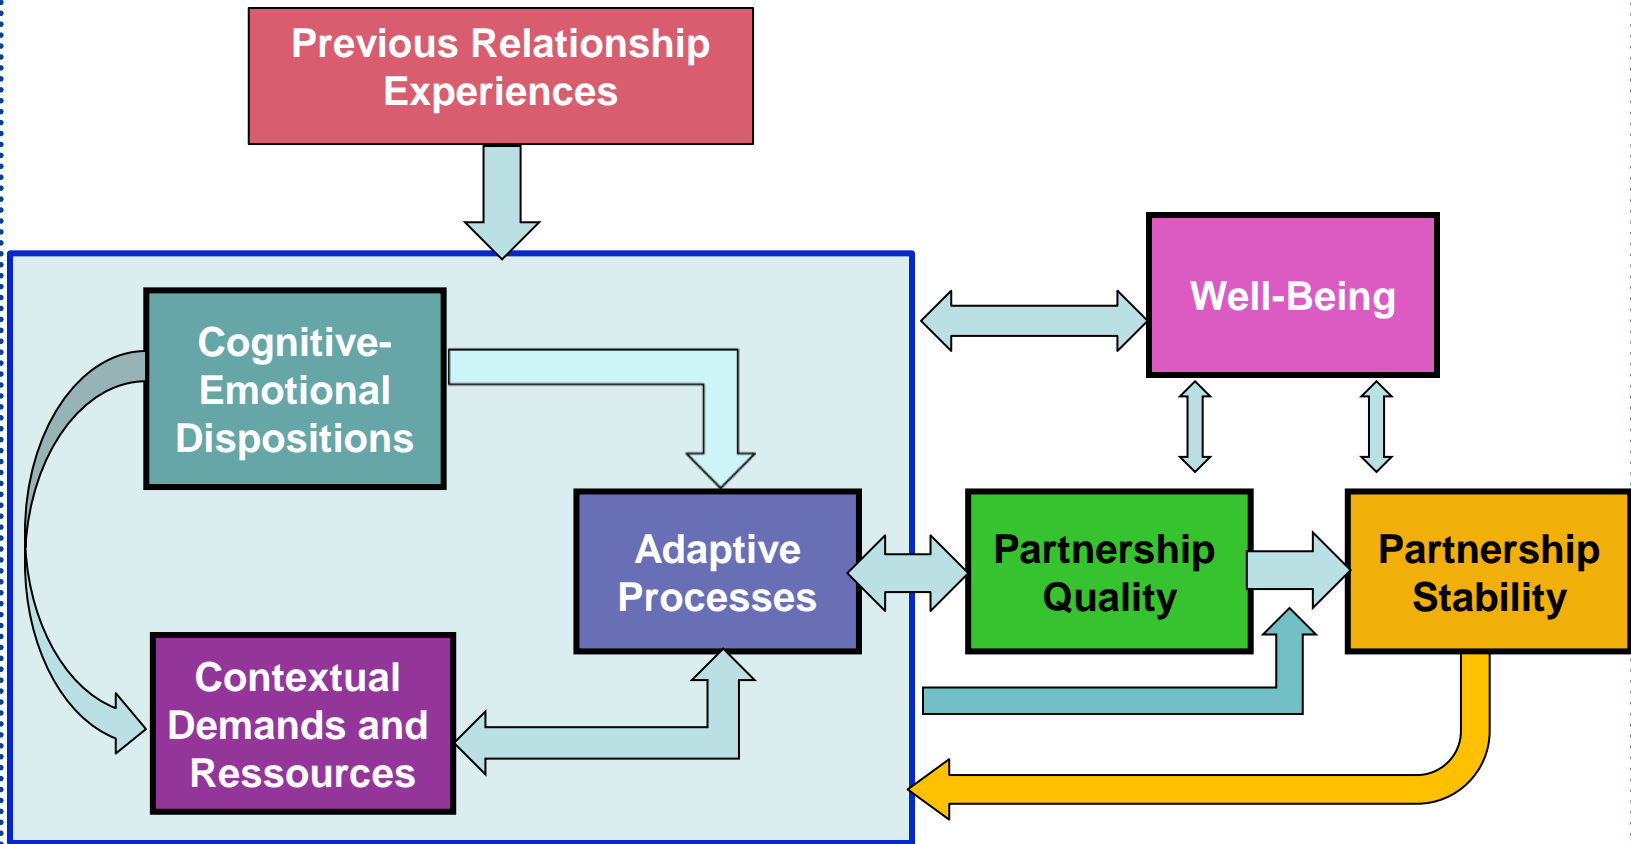 Previous Relationship
Experiences
Well-Being
Cognitive-
Emotional
Dispositions
Adaptive
Processes
Partnership
Quality
Partnership
Stability
Contextual
Demands and
Ressources